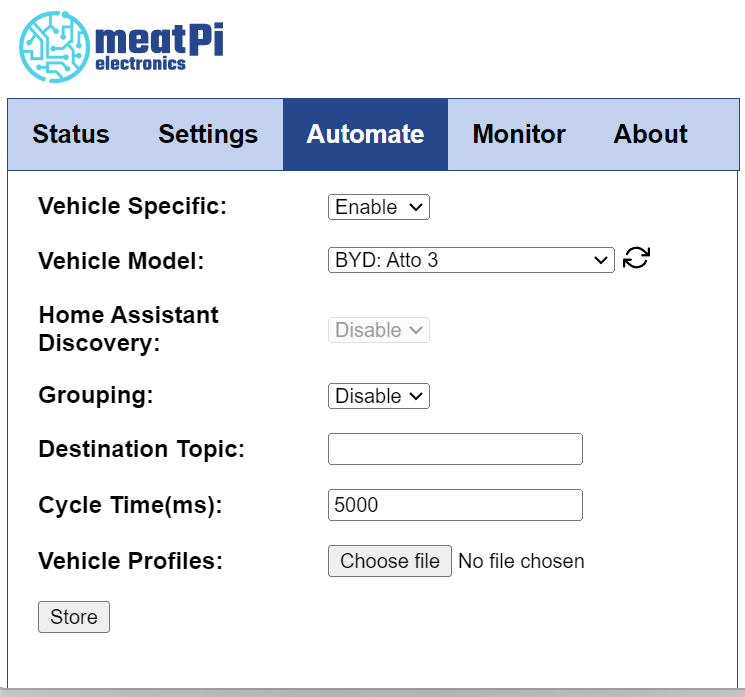 meatPi
electronics
Status Settings Automate Monitor About
Vehicle Specific: Enable
Vehicle Model: BYD: Atto 3
Home Assistant
Discovery: Disable
Grouping: Disable
Destination Topic:
Cycle Time(ms): 5000
Vehicle Profiles: Choose file No file chosen
Store